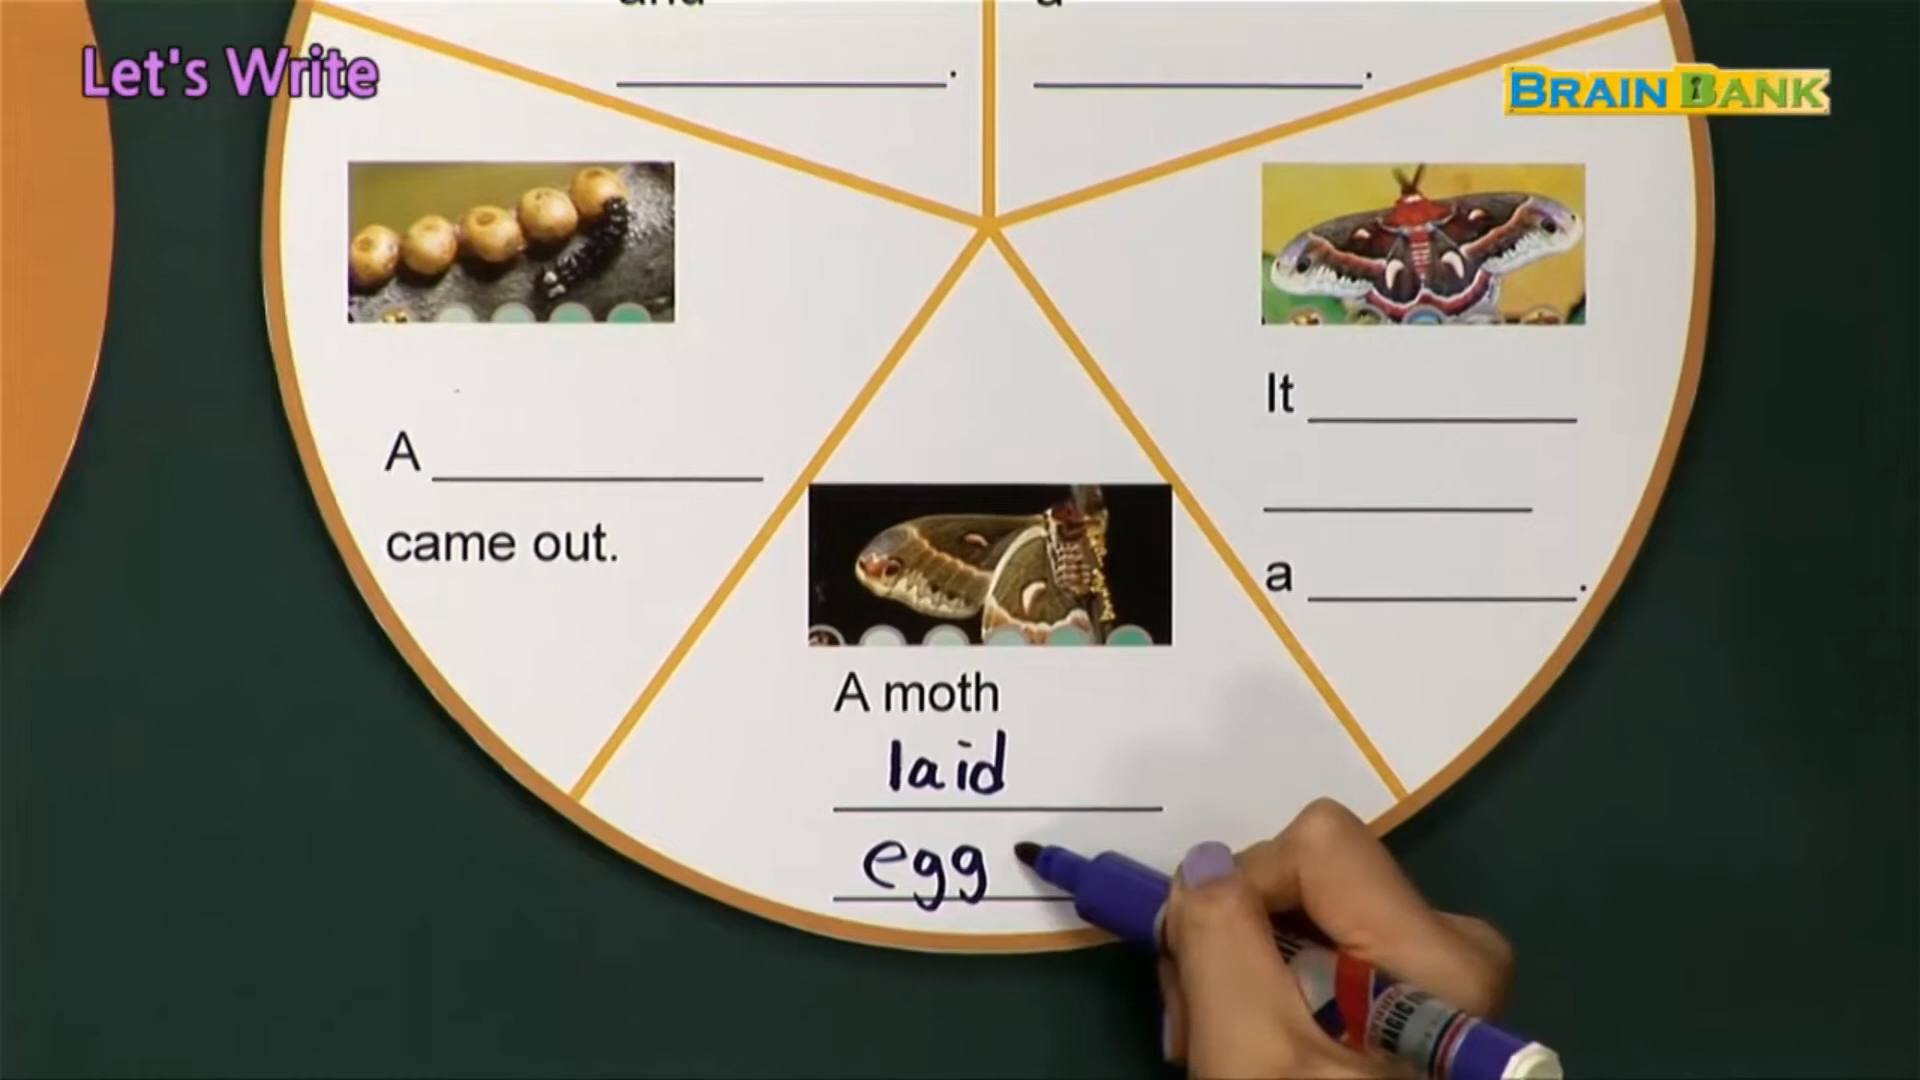 Let's Write
BRAIN BANK
a
.
.
A
came out.
A moth
laid
egg
It
a .